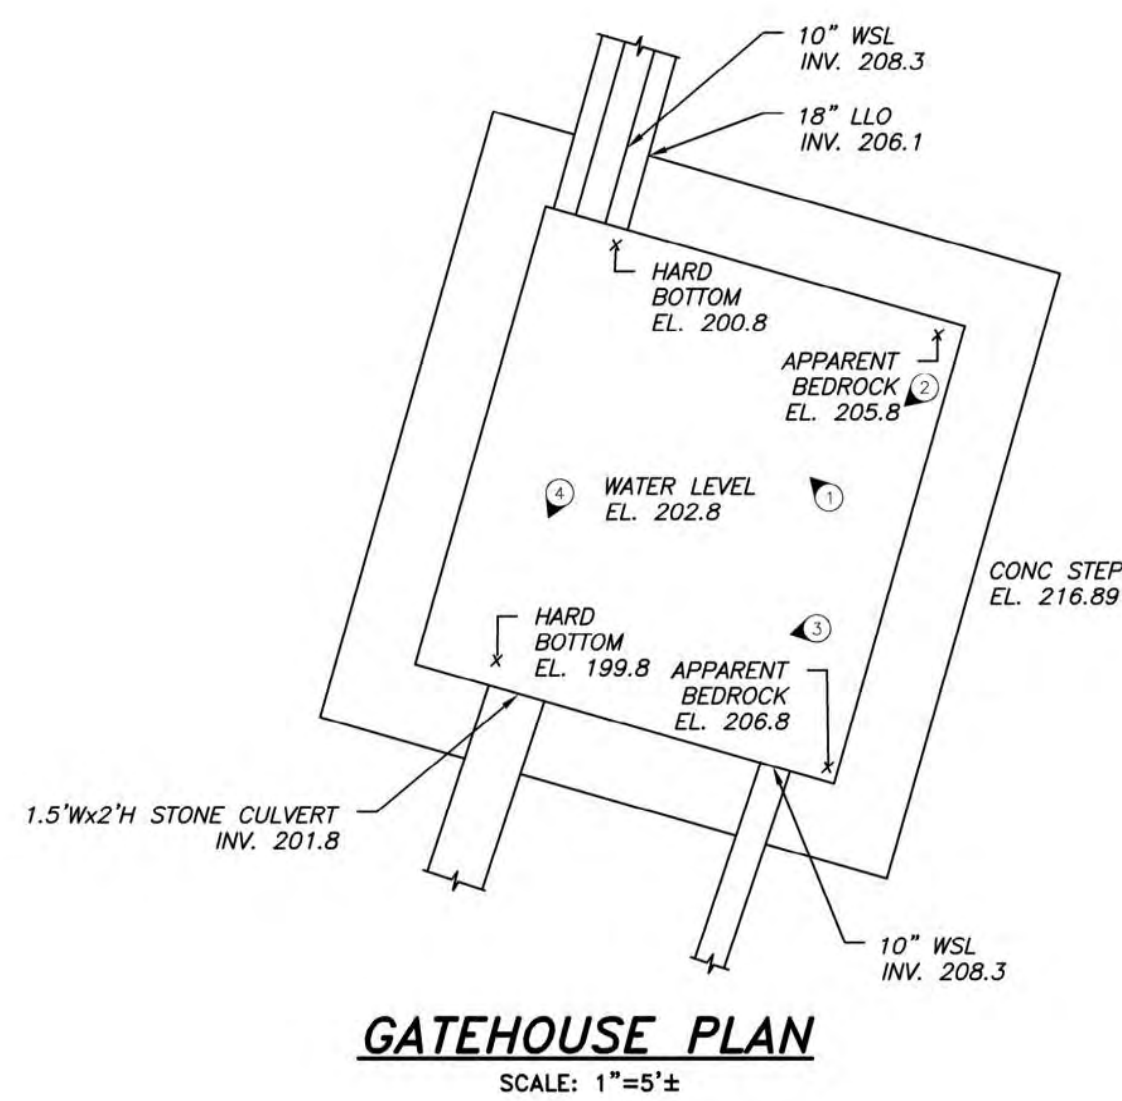 10" WSL
INV. 208.3
18" LLO
INV. 206.1
HARD
BOTTOM
EL. 200.8
APPARENT
BEDROCK
EL. 205.8
2
4
WATER LEVEL
EL. 202.8
1
CONC STEP
EL. 216.89
3
HARD
BOTTOM
EL. 199.8
APPARENT
BEDROCK
EL. 206.8
1.5'Wx2'H STONE CULVERT
INV. 201.8
10" WSL
INV. 208.3
GATEHOUSE PLAN
SCALE: 1"=5'±